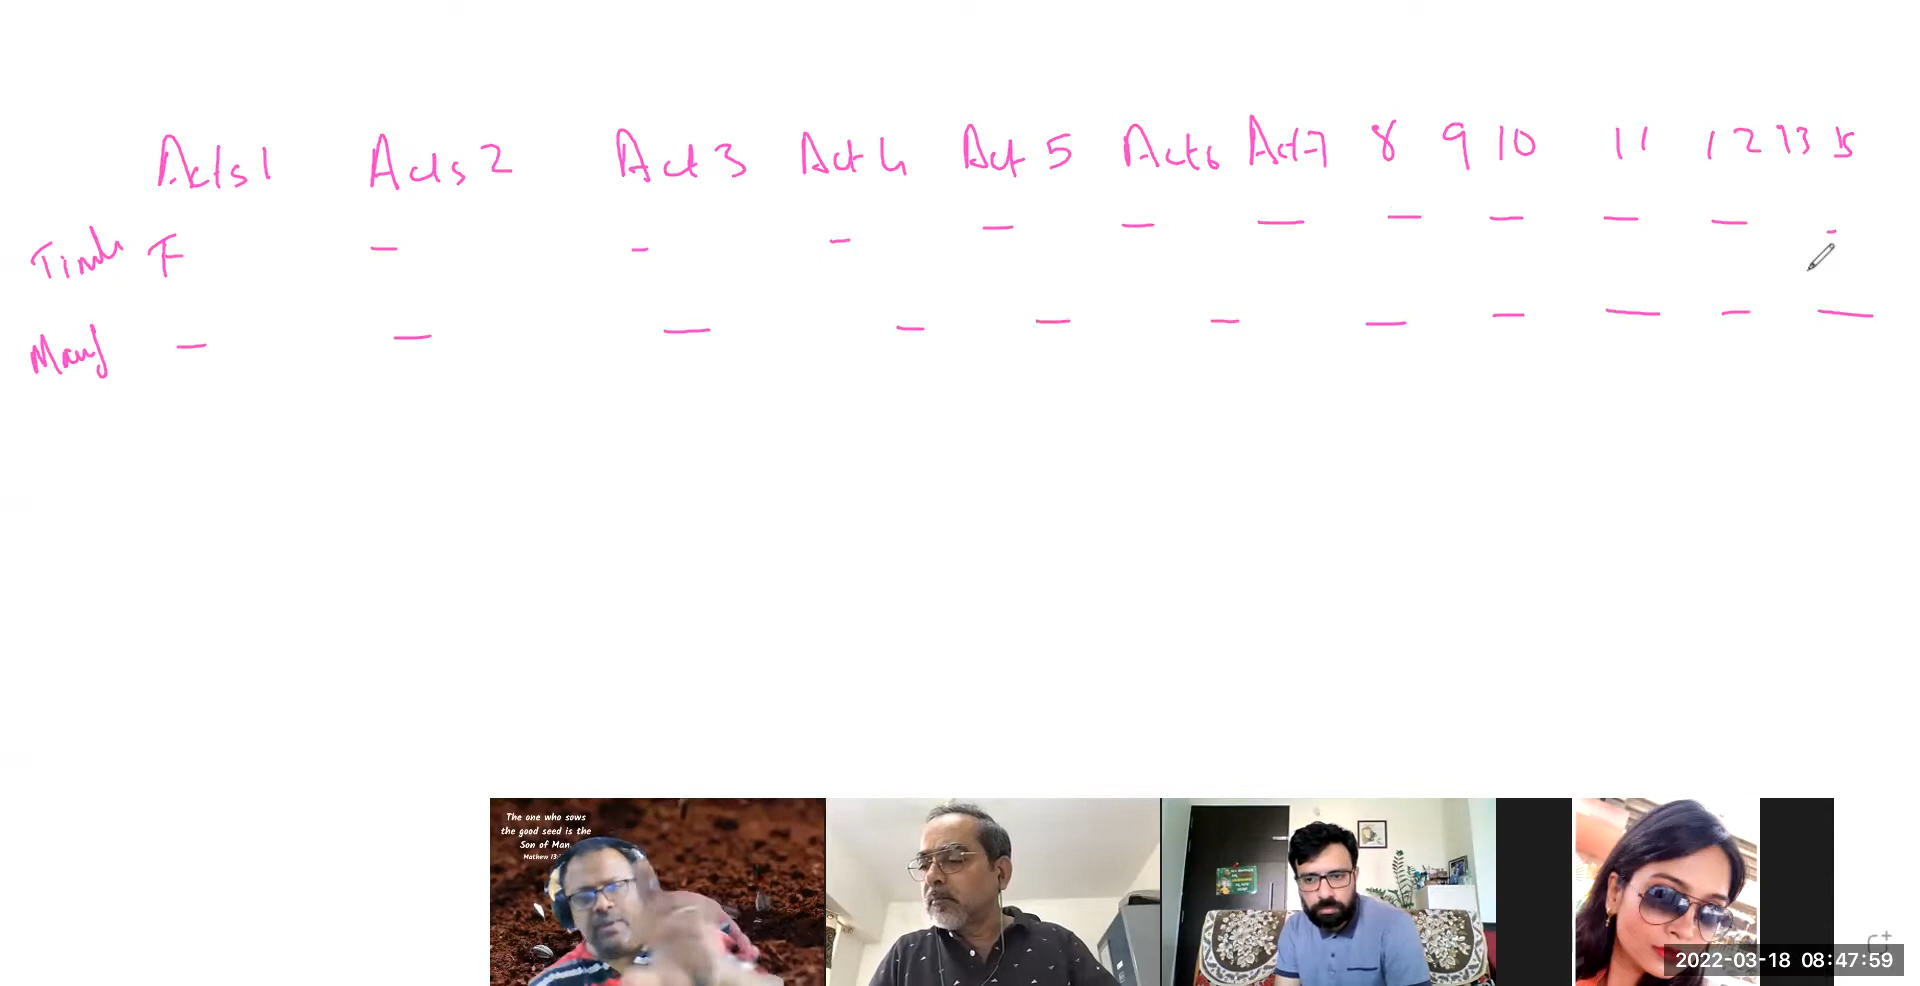 Acts 1 Acts 2 Act 3 Act 4 Act 5 Act 6 Act 7 8 9 10 11 12 13 15
F - - - - - - - - - - -
- - - - - - - - - - -
The one who sows
the good seed is the
Son of Man
2022-03-18 08:47:59